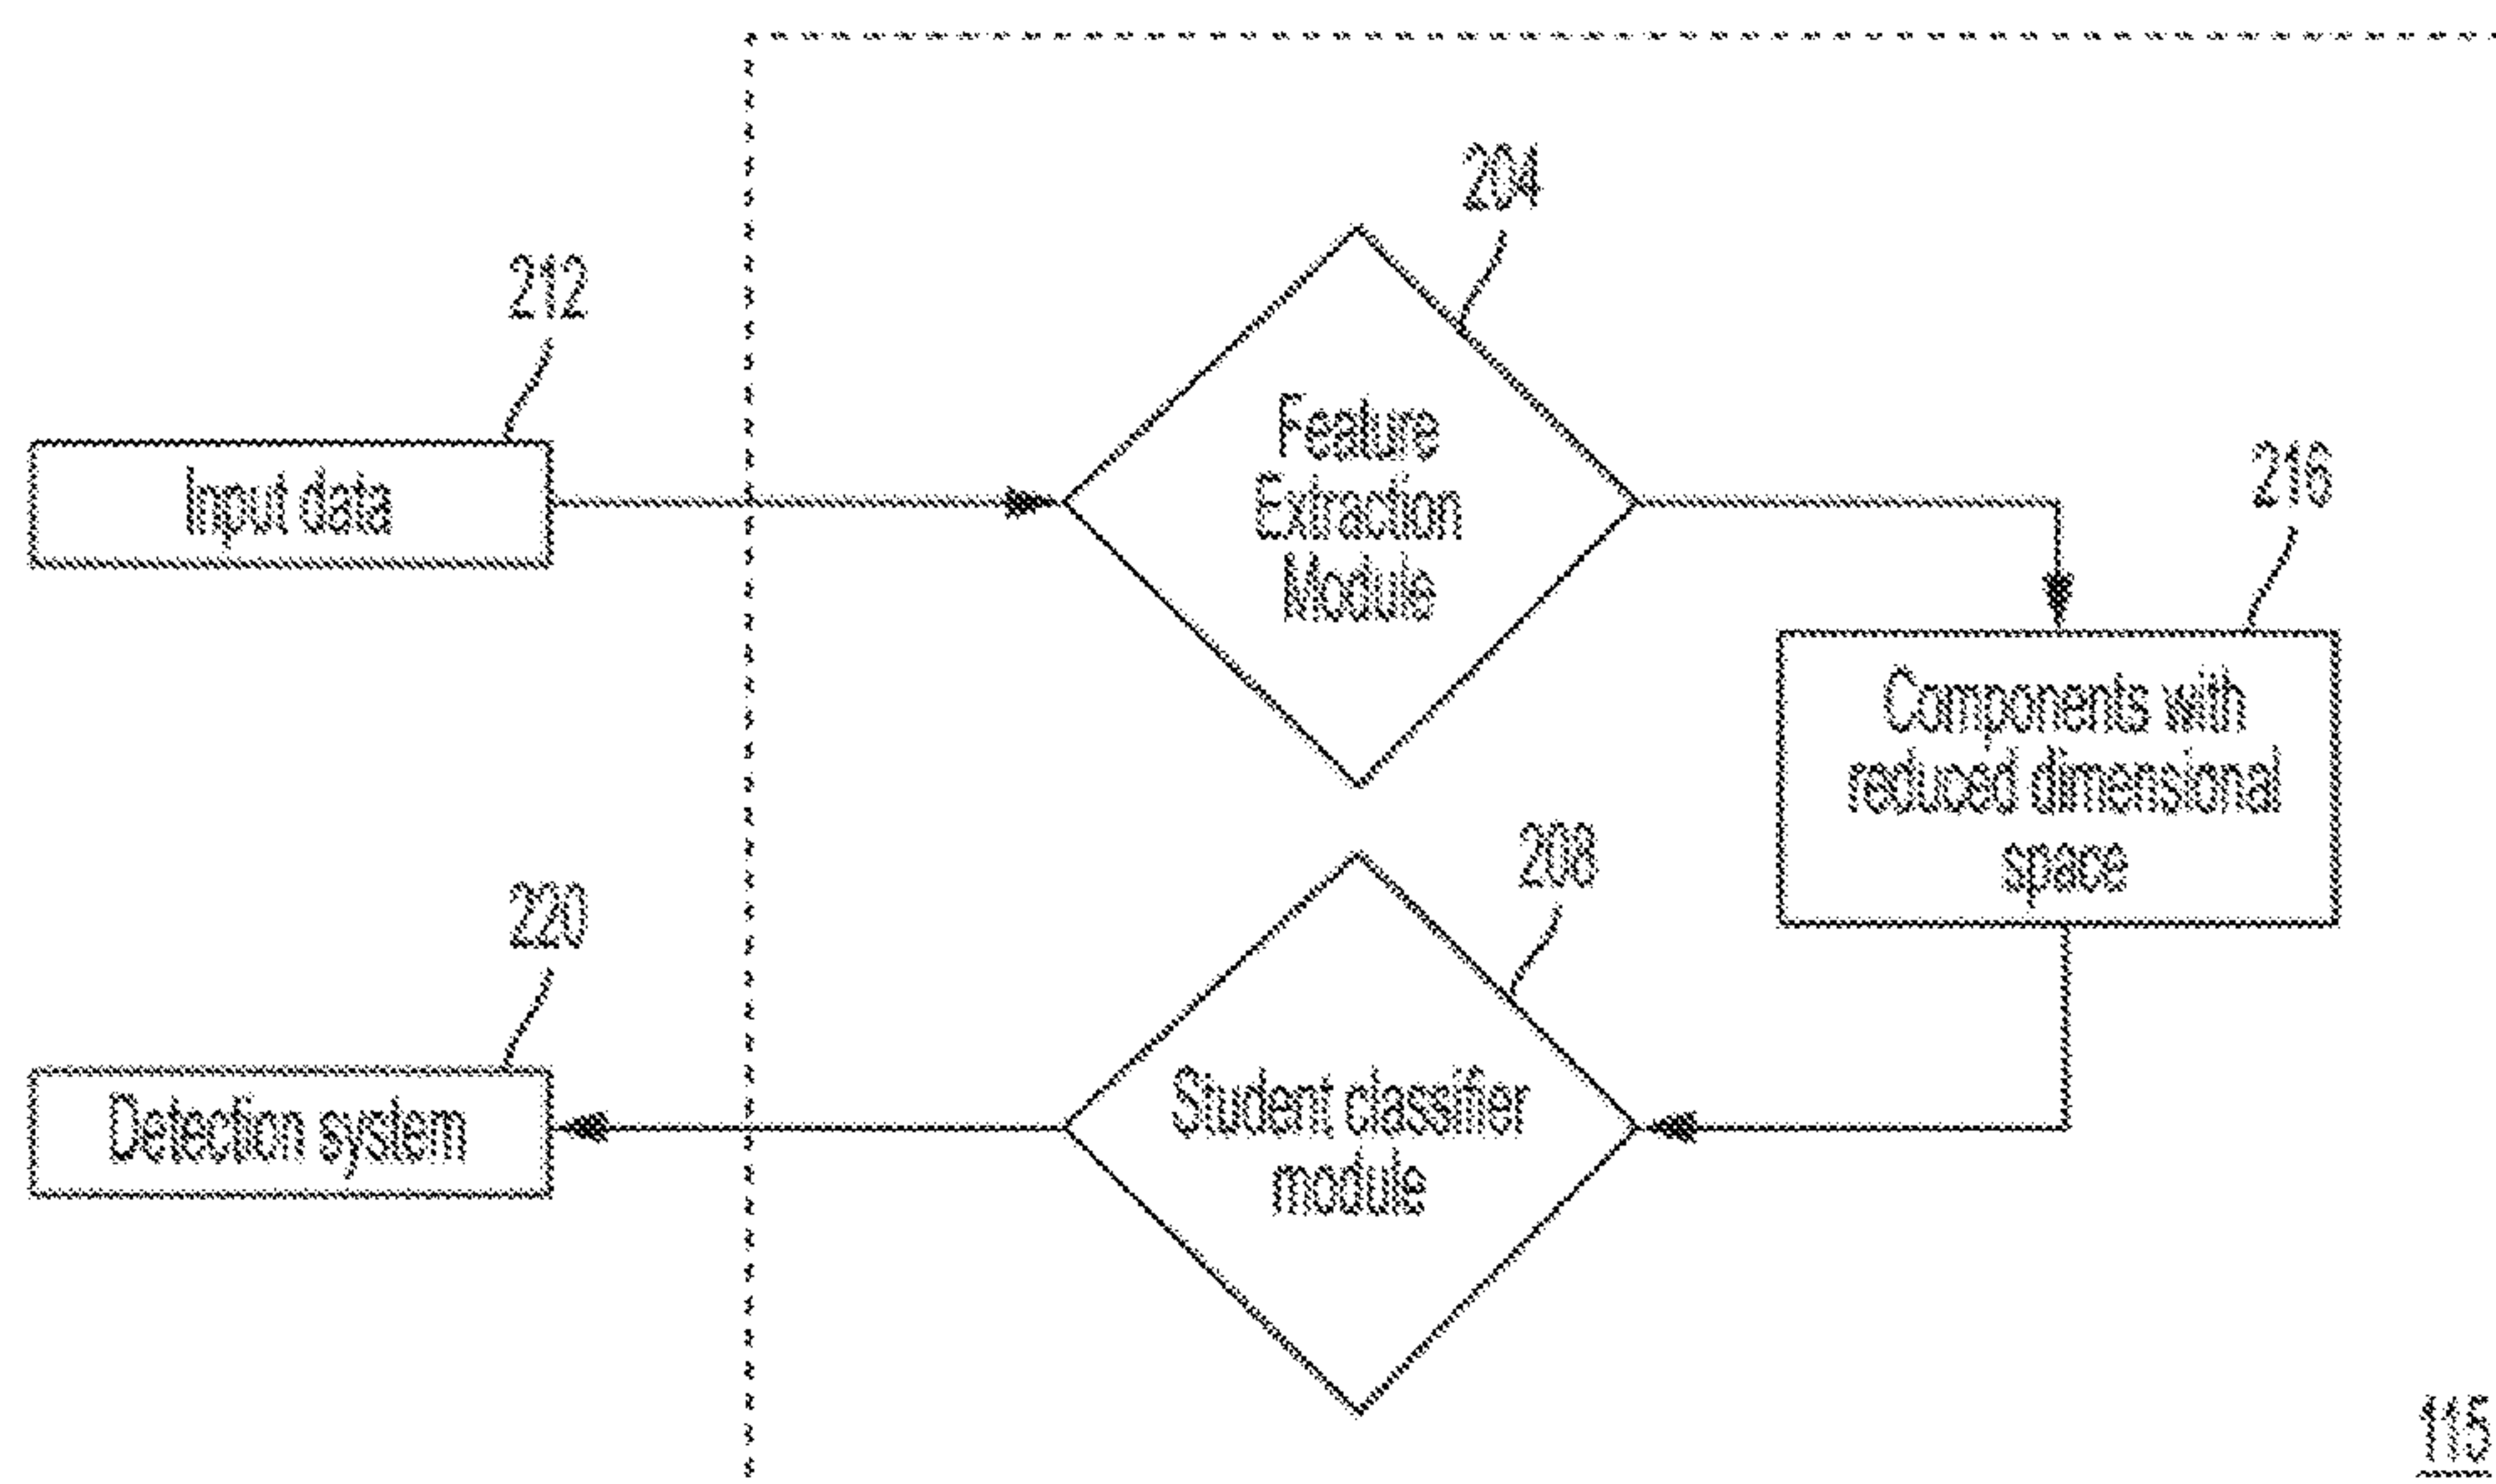 204
212
Feature
Extraction
Module
Input data
216
Components with
reduced dimensional
space
208
220
Student classifier
module
Detection system
115